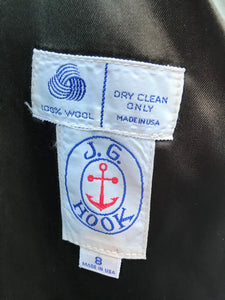 100% WOOL
DRY CLEAN
ONLY
MADE IN USA
J.G.
HOOK
8
MADE IN USA